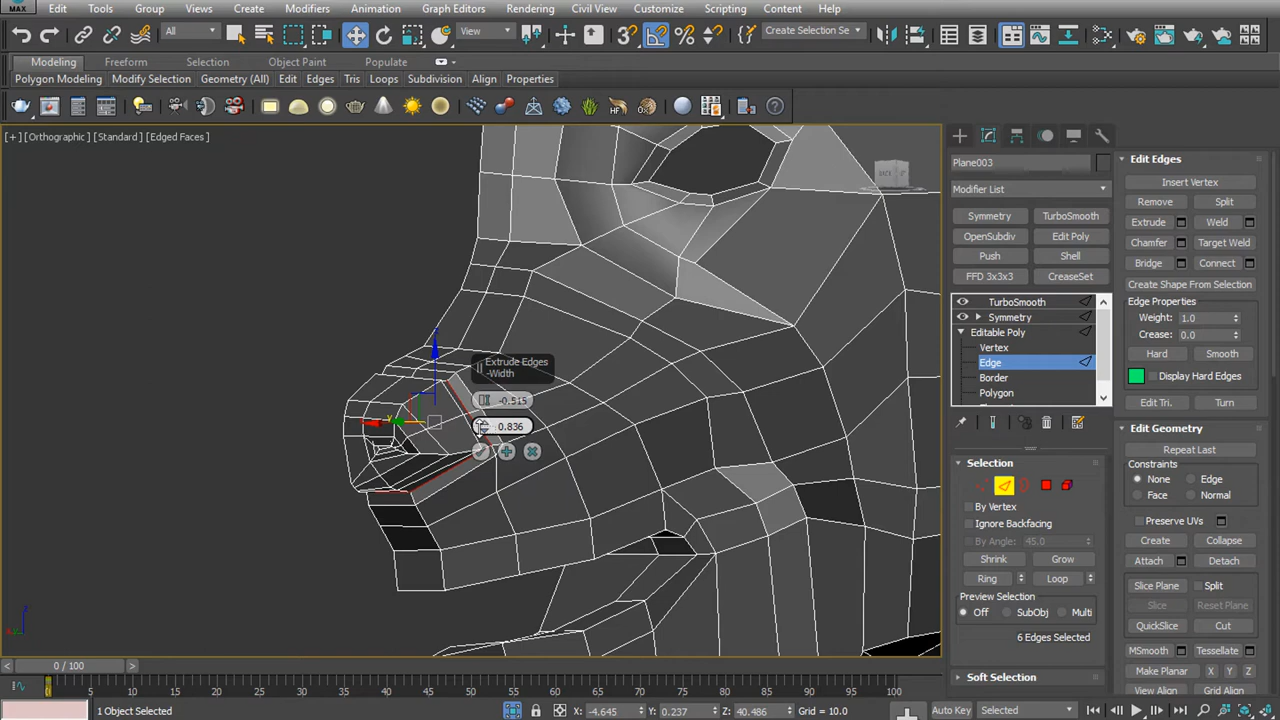 MAX
Edit Tools Group Views Create Modifiers Animation Graph Editors Rendering Civil View Customize Scripting Content Help
All View Create Selection Se
Modeling Freeform Selection Object Paint Populate
Polygon Modeling Modify Selection Geometry (All) Edit Edges Tris Loops Subdivision Align Properties
[+] [Orthographic] [Standard] [Edged Faces]
BACK
Extrude Edges
-Width
-0.515
0.836
z
y
Plane003
Modifier List
Symmetry TurboSmooth
OpenSubdiv Edit Poly
Push Shell
FFD 3x3x3 CreaseSet
TurboSmooth
Symmetry
Editable Poly
Vertex
Edge
Border
Polygon
Selection
By Vertex
Ignore Backfacing
By Angle: 45.0
Shrink Grow
Ring Loop
Preview Selection
Off SubObj Multi
6 Edges Selected
Soft Selection
Edit Edges
Insert Vertex
Remove Split
Extrude Weld
Chamfer Target Weld
Bridge Connect
Create Shape From Selection
Edge Properties
Weight: 1.0
Crease: 0.0
Hard Smooth
Display Hard Edges
Edit Tri. Turn
Edit Geometry
Repeat Last
Constraints
None Edge
Face Normal
Preserve UVs
Create Collapse
Attach Detach
Slice Plane Split
Slice Reset Plane
QuickSlice Cut
MSmooth Tessellate
Make Planar X Y Z
View Align Grid Align
< 0 / 100 >
0 5 10 15 20 25 30 35 40 45 50 55 60 65 70 75 80 85 90 95 100
1 Object Selected X: -4.645 Y: 0.237 Z: 40.486 Grid = 10.0 Auto Key Selected